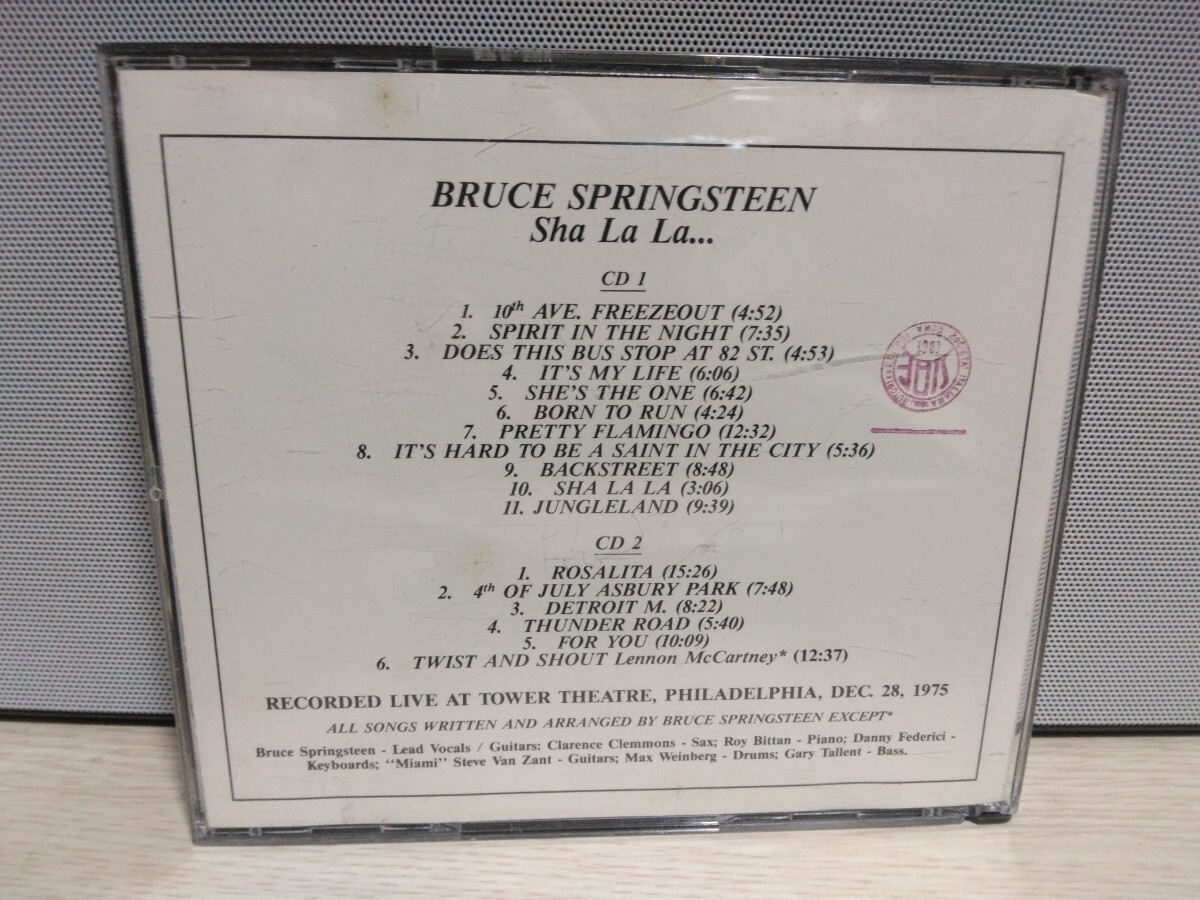 BRUCE SPRINGSTEEN
Sha La La...
CD 1
1. 10th AVE. FREEZEOUT (4:52)
2. SPIRIT IN THE NIGHT (7:35)
3. DOES THIS BUS STOP AT 82 ST. (4:53)
4. IT'S MY LIFE (6:06)
5. SHE'S THE ONE (6:42)
6. BORN TO RUN (4:24)
7. PRETTY FLAMINGO (12:32)
8. IT'S HARD TO BE A SAINT IN THE CITY (5:36)
9. BACKSTREET (8:48)
10. SHA LA LA (3:06)
11. JUNGLELAND (9:39)
CD 2
1. ROSALITA (15:26)
2. 4th OF JULY ASBURY PARK (7:48)
3. DETROIT M. (8:22)
4. THUNDER ROAD (5:40)
5. FOR YOU (10:09)
6. TWIST AND SHOUT Lennon McCartney* (12:37)
RECORDED LIVE AT TOWER THEATRE, PHILADELPHIA, DEC. 28, 1975
ALL SONGS WRITTEN AND ARRANGED BY BRUCE SPRINGSTEEN EXCEPT*
Bruce Springsteen - Lead Vocals / Guitars: Clarence Clemmons - Sax; Roy Bittan - Piano; Danny Federici -
Keyboards; "Miami" Steve Van Zant - Guitars; Max Weinberg - Drums; Gary Tallent - Bass.